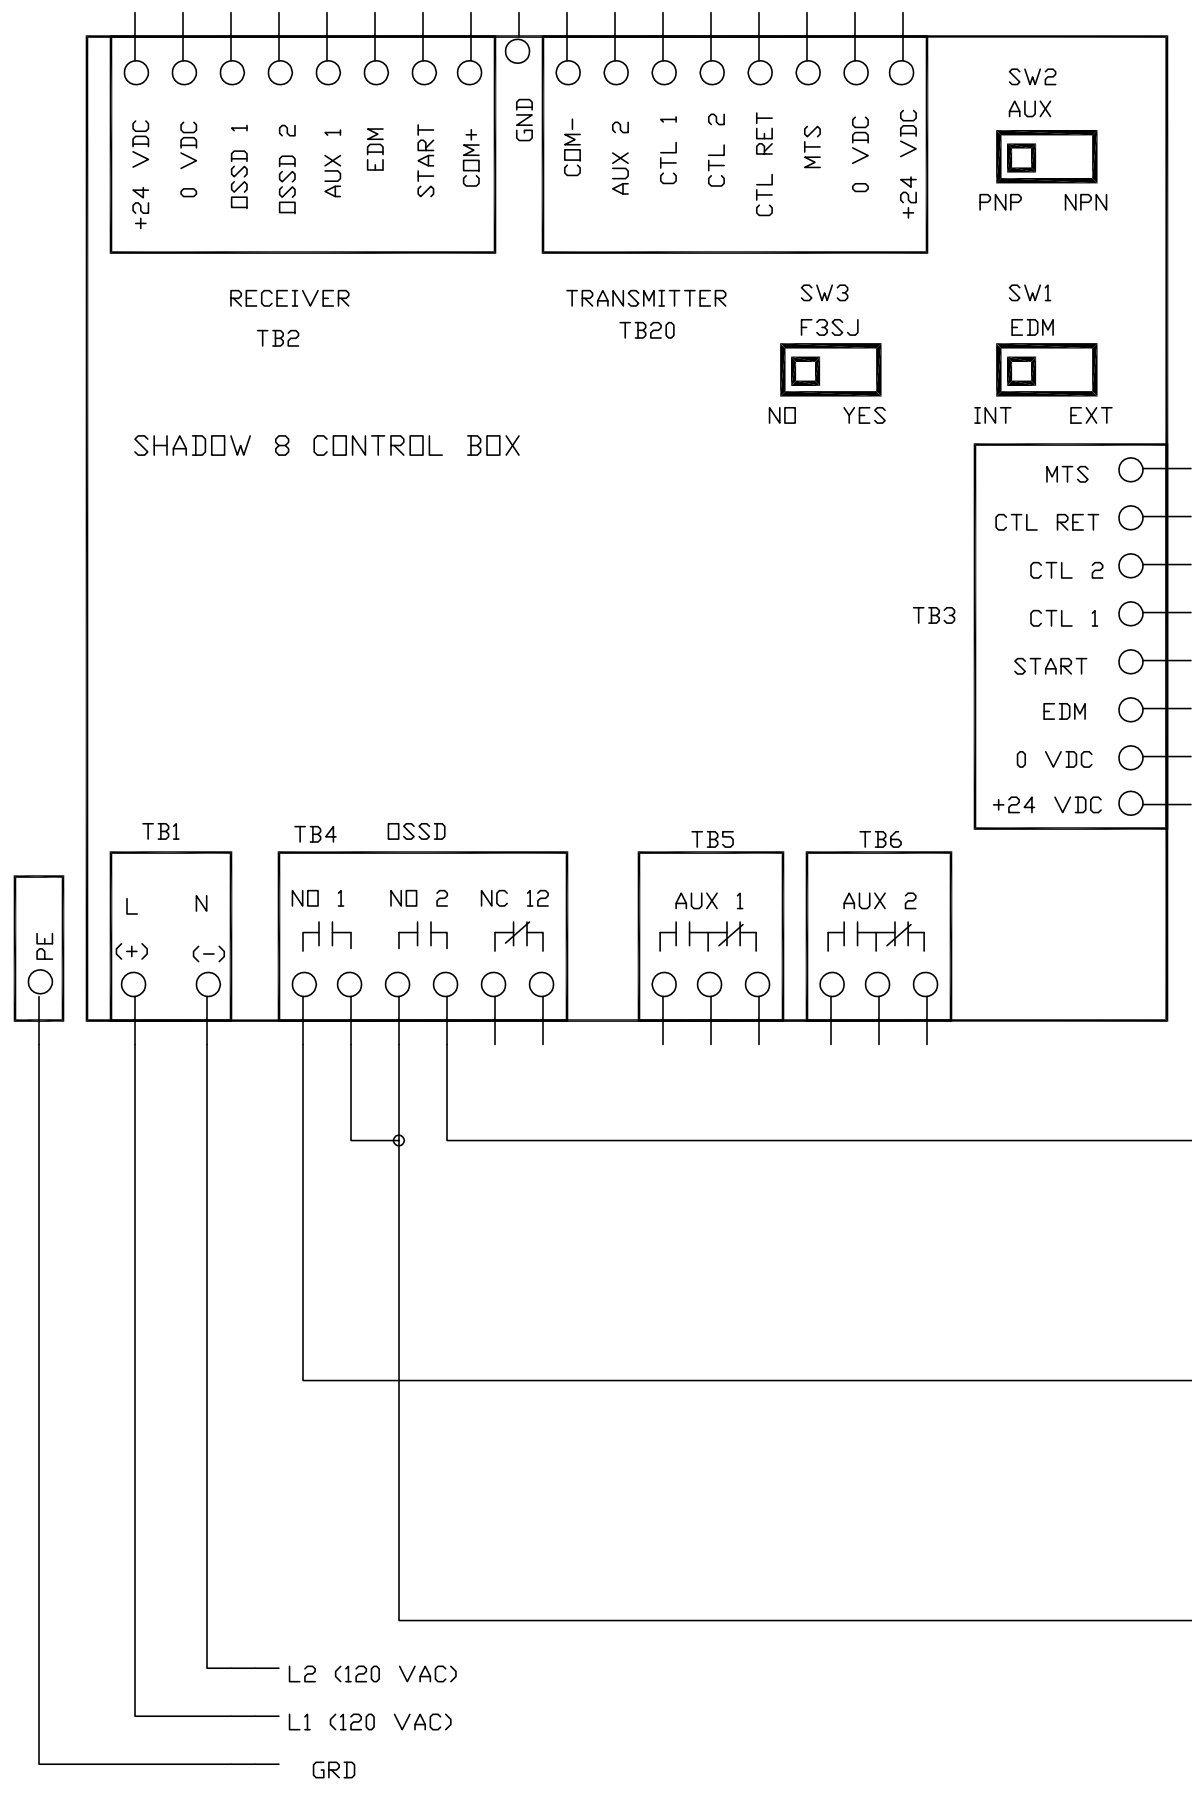 +24 VDC
0 VDC
OSSD 1
OSSD 2
AUX 1
EDM
START
COM+
GND
COM-
AUX 2
CTL 1
CTL 2
CTL RET
MTS
0 VDC
+24 VDC
RECEIVER
TB2
TRANSMITTER
TB20
SW2
AUX
PNP NPN
SW3
F3SJ
NO YES
SW1
EDM
INT EXT
SHADOW 8 CONTROL BOX
TB3
MTS
CTL RET
CTL 2
CTL 1
START
EDM
0 VDC
+24 VDC
PE
TB1
L N
(+) (-)
TB4 OSSD
NO 1 NO 2 NC 12
TB5
AUX 1
TB6
AUX 2
L2 (120 VAC)
L1 (120 VAC)
GRD